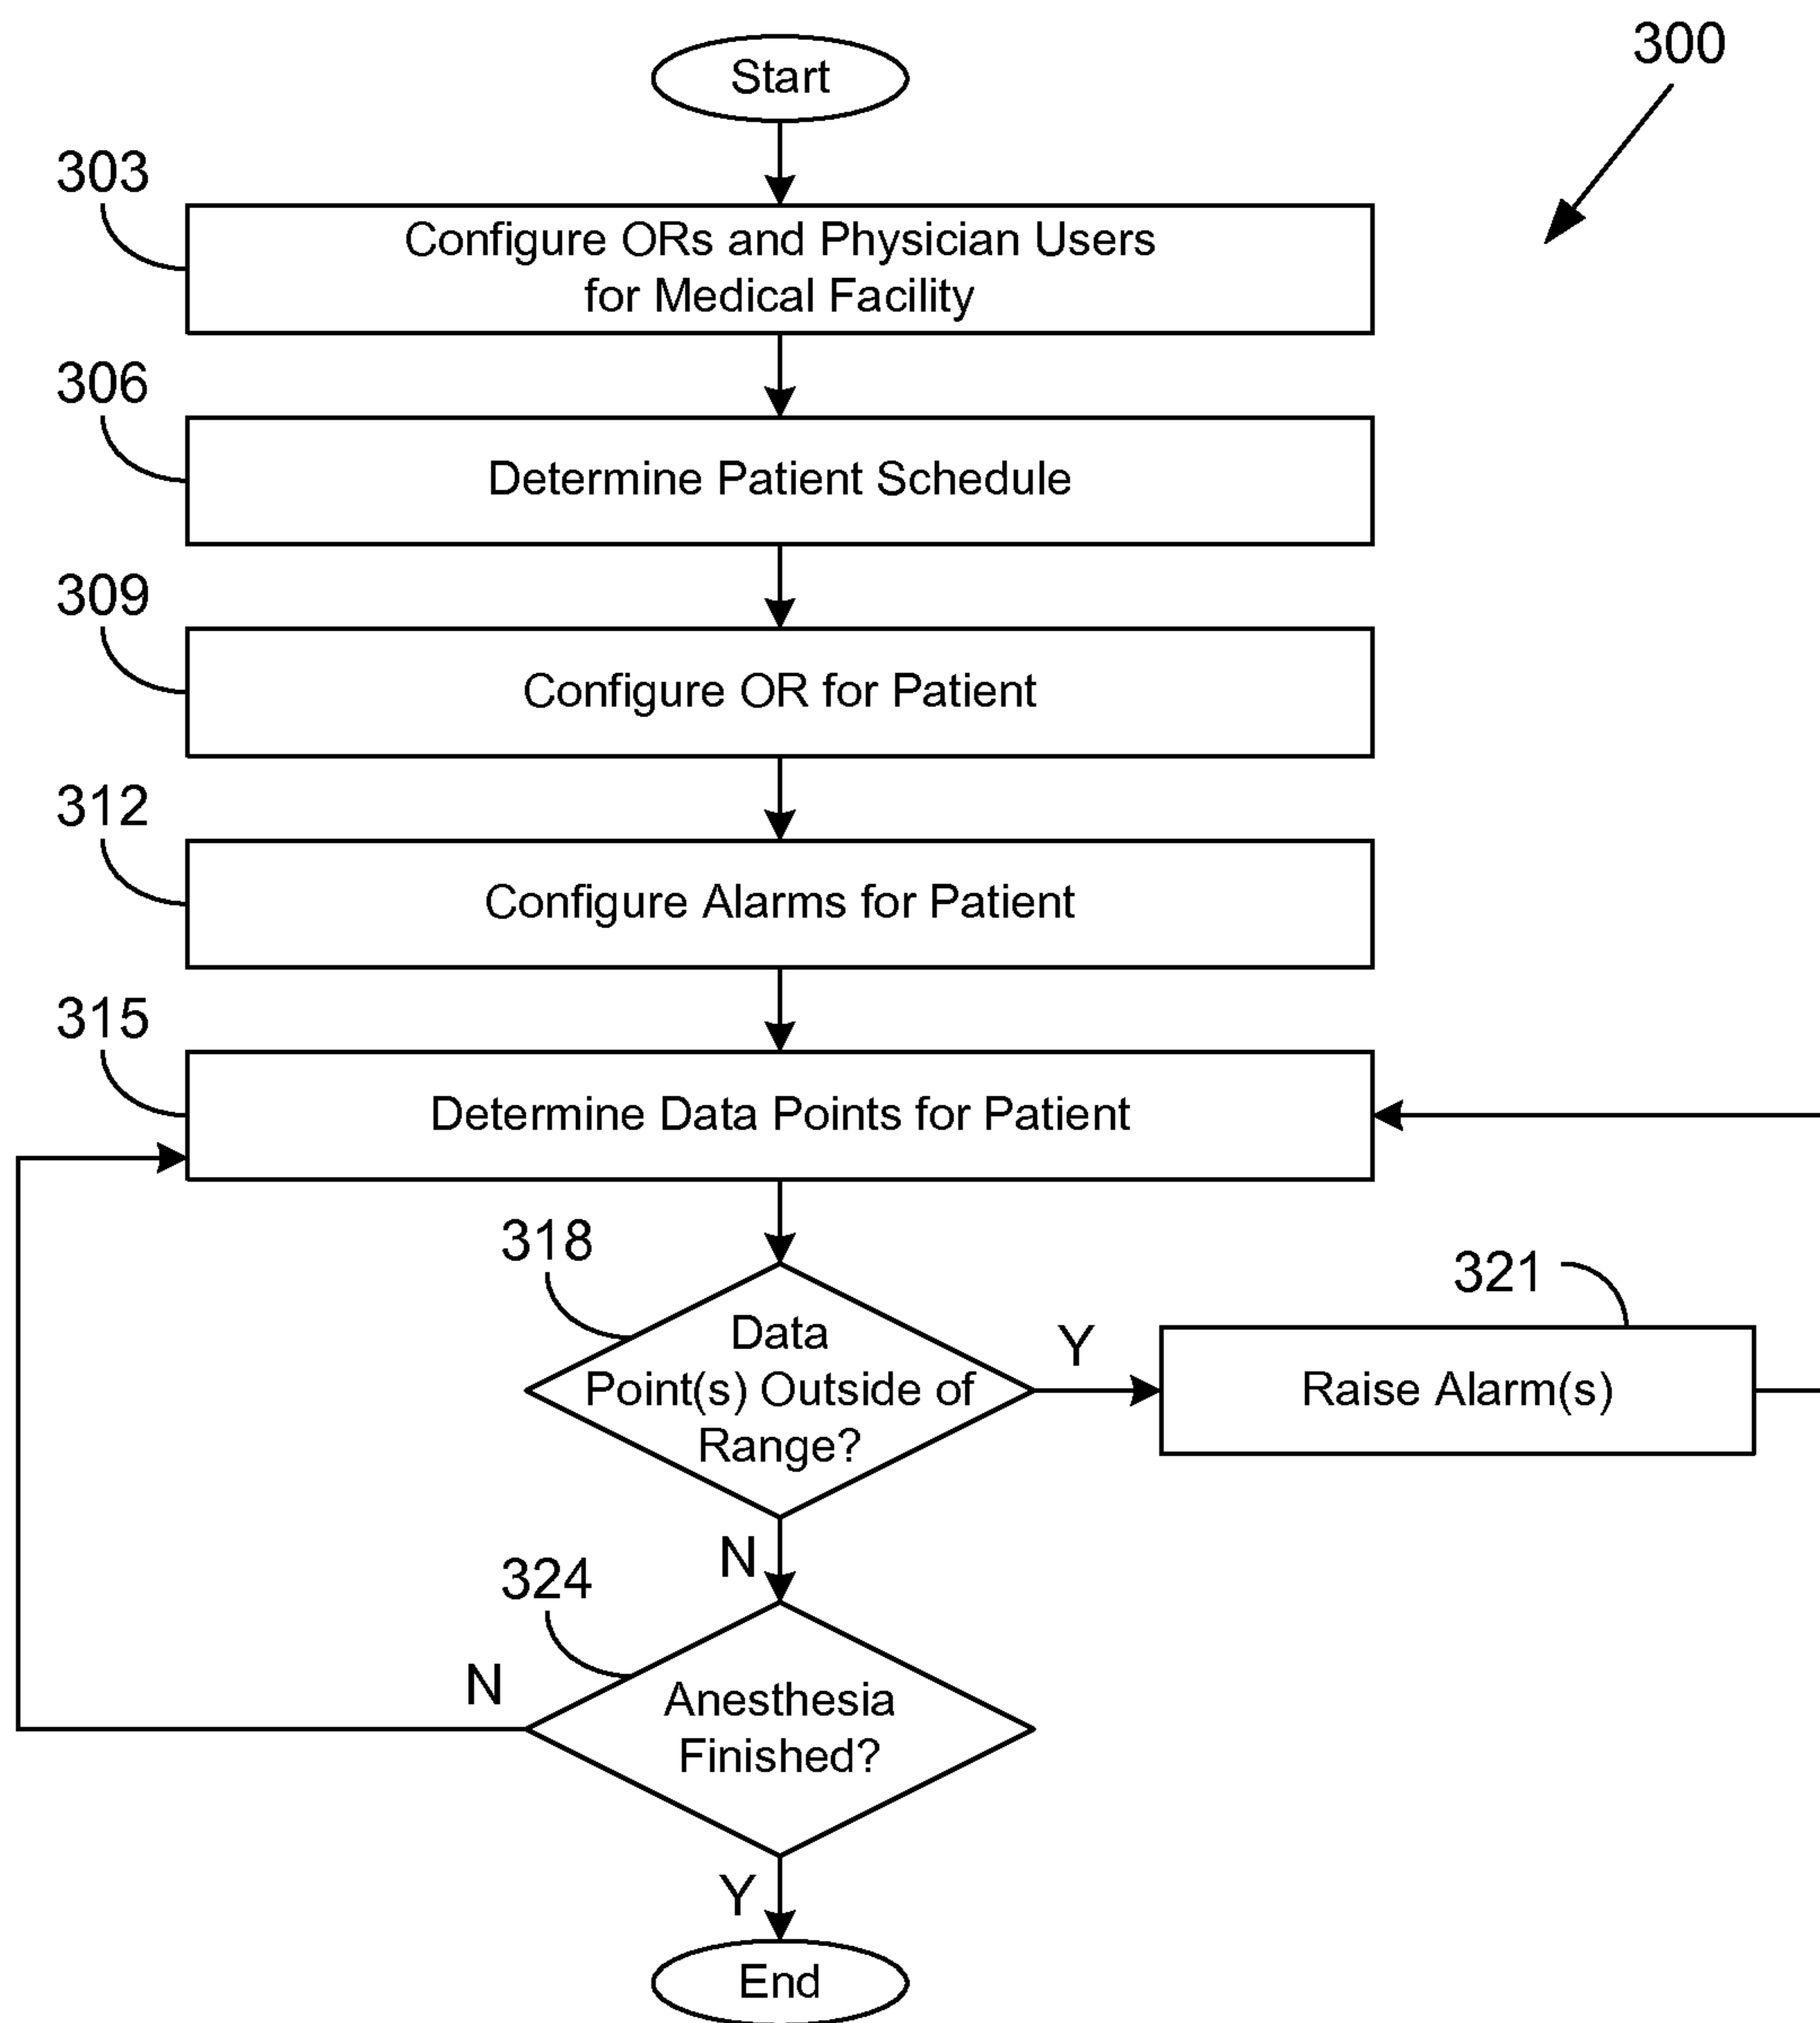 Start
300
303
Configure ORs and Physician Users
for Medical Facility
306
Determine Patient Schedule
309
Configure OR for Patient
312
Configure Alarms for Patient
315
Determine Data Points for Patient
318
Data
Point(s) Outside of
Range?
Y
321
Raise Alarm(s)
N
324
Anesthesia
Finished?
N
Y
End